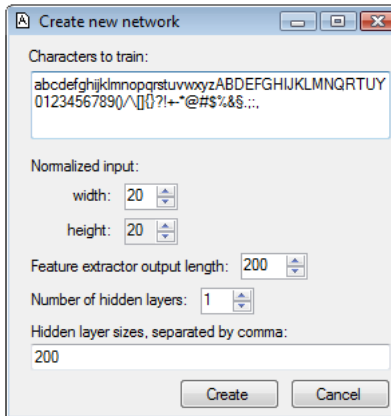 Create new network
Characters to train:
abcdefghijklmnopqrstuvwxyzABDEFGHIJKLMNQRTUY
0123456789()/\[]{}?!+-*@#$%&§.;:,
Normalized input:
width: 20
height: 20
Feature extractor output length: 200
Number of hidden layers: 1
Hidden layer sizes, separated by comma:
200
Create Cancel